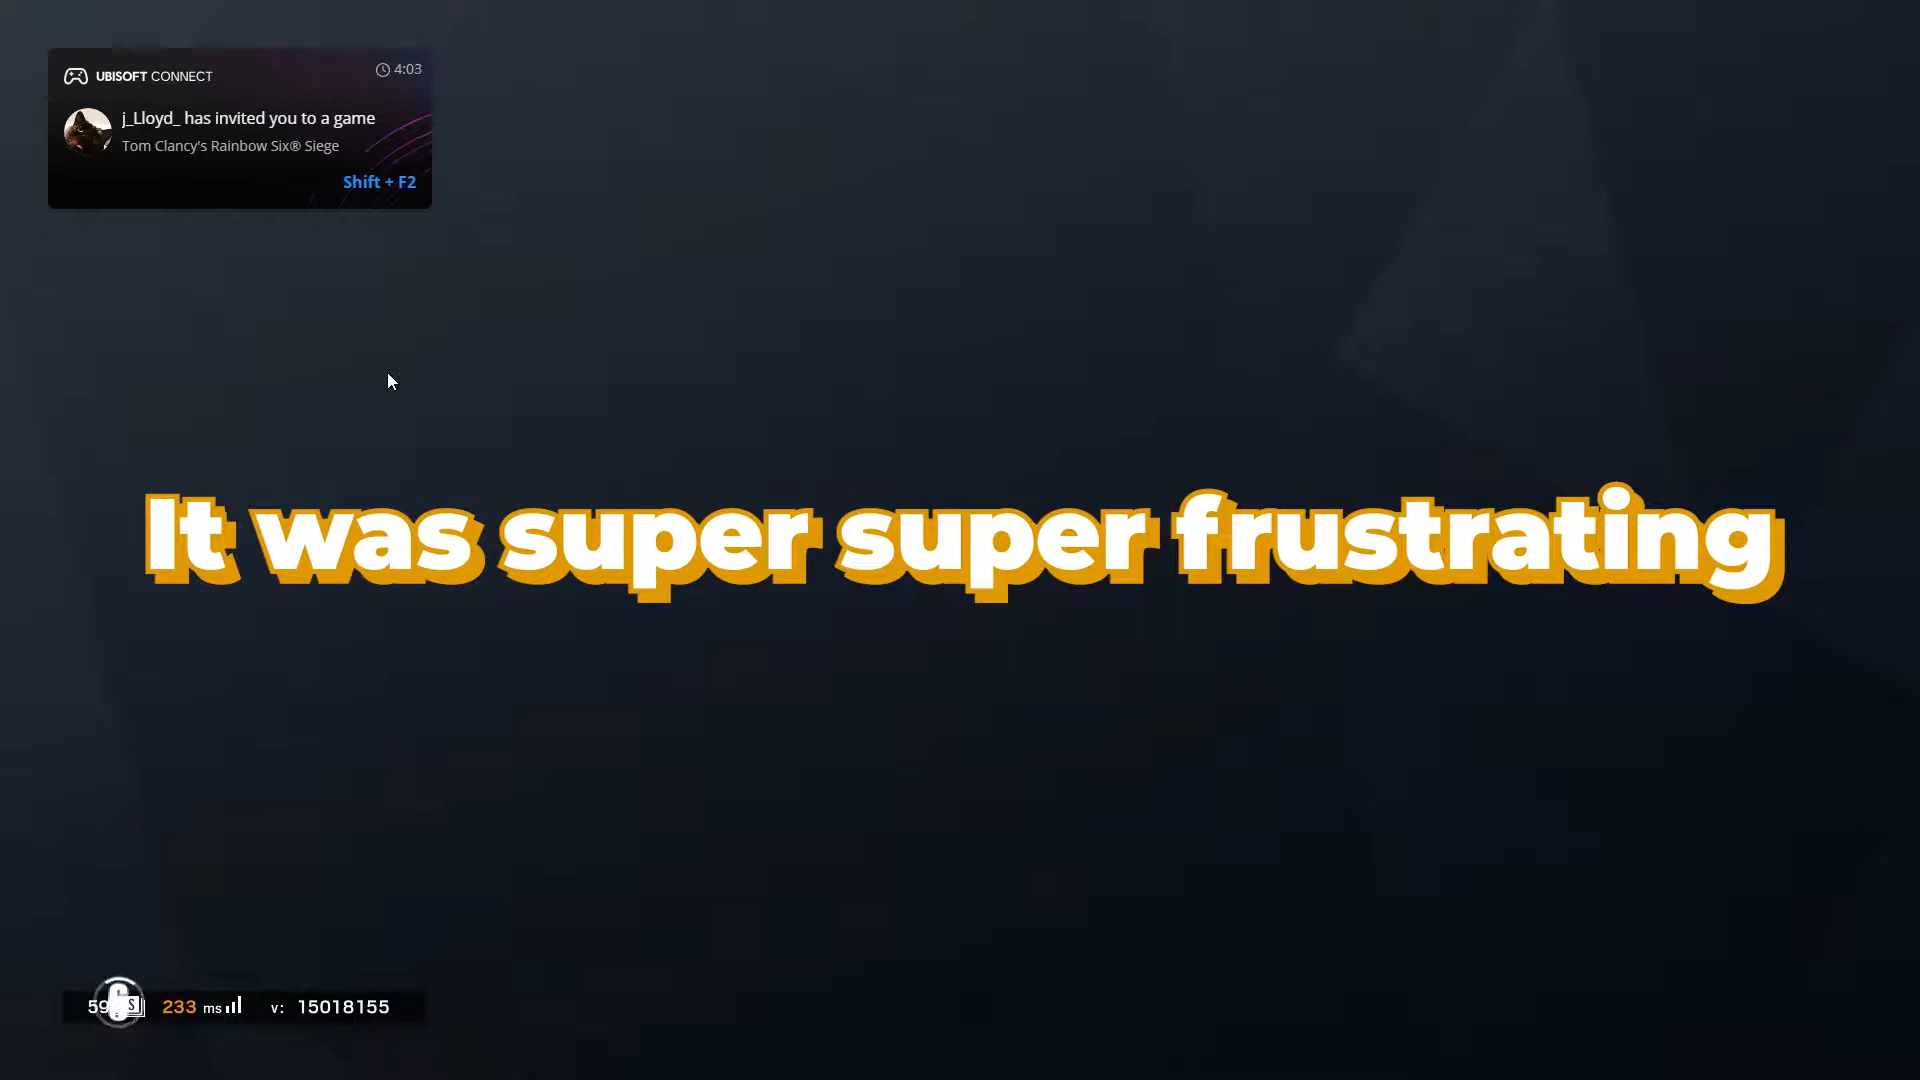 UBISOFT CONNECT
4:03
j_Lloyd_ has invited you to a game
Tom Clancy's Rainbow Six® Siege
Shift + F2
It was super super frustrating
233 ms v: 15018155